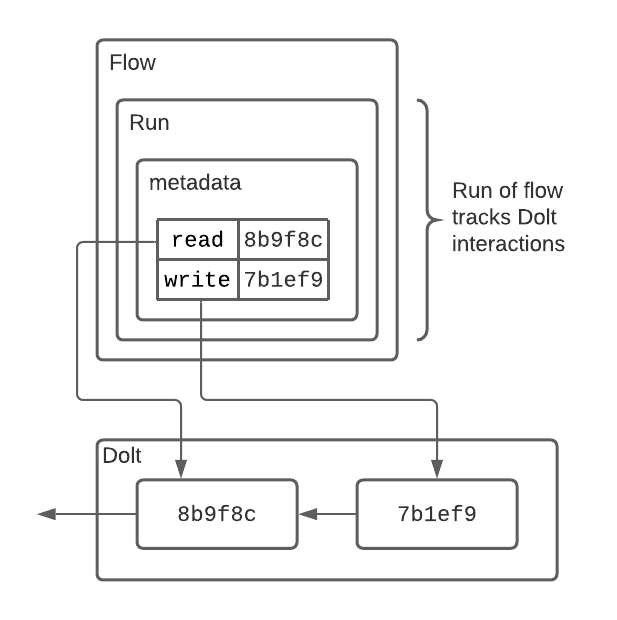 Flow
Run
metadata
read 8b9f8c
write 7b1ef9
Run of flow
tracks Dolt
interactions
Dolt
8b9f8c
7b1ef9